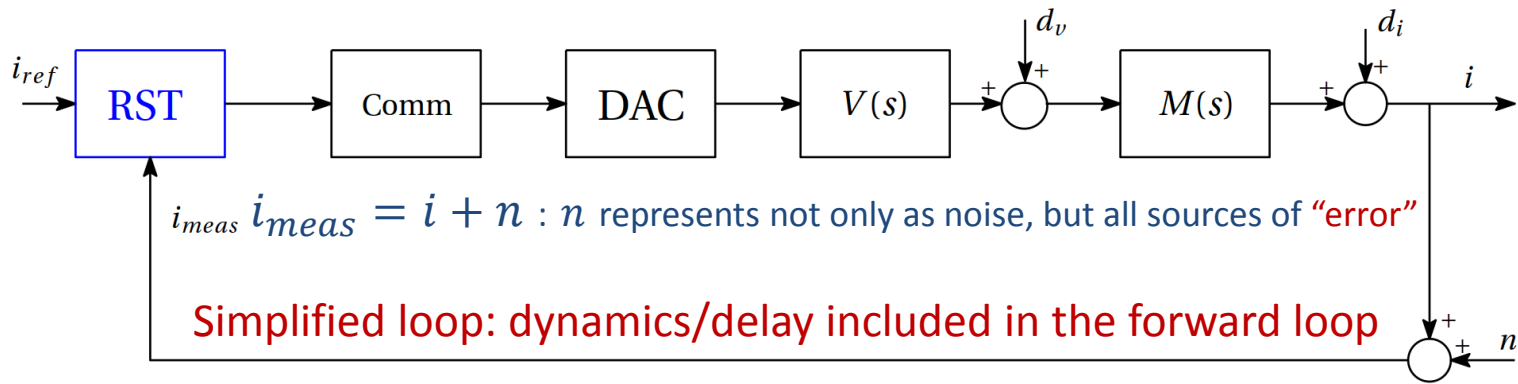 d_v d_i
i_ref RST Comm DAC V(s) + + M(s) + + i
i_meas i_meas = i + n : n represents not only as noise, but all sources of “error”
Simplified loop: dynamics/delay included in the forward loop
+ + n